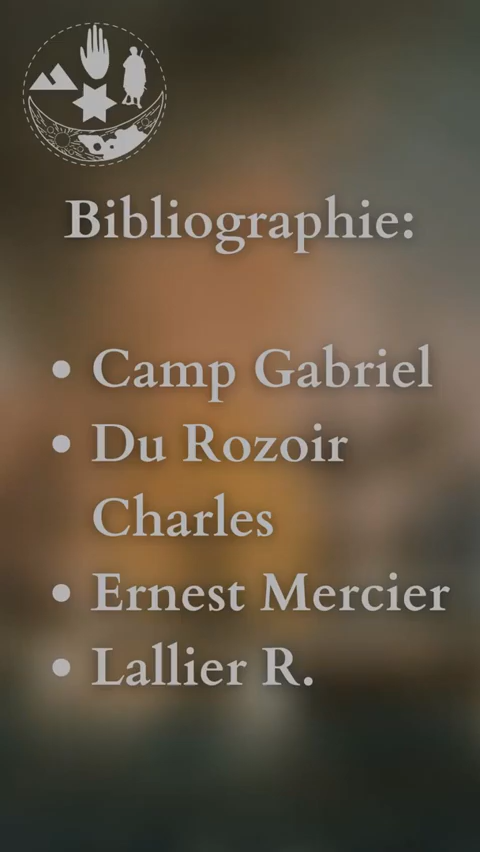 Bibliographie:
• Camp Gabriel
• Du Rozoir
Charles
• Ernest Mercier
• Lallier R.